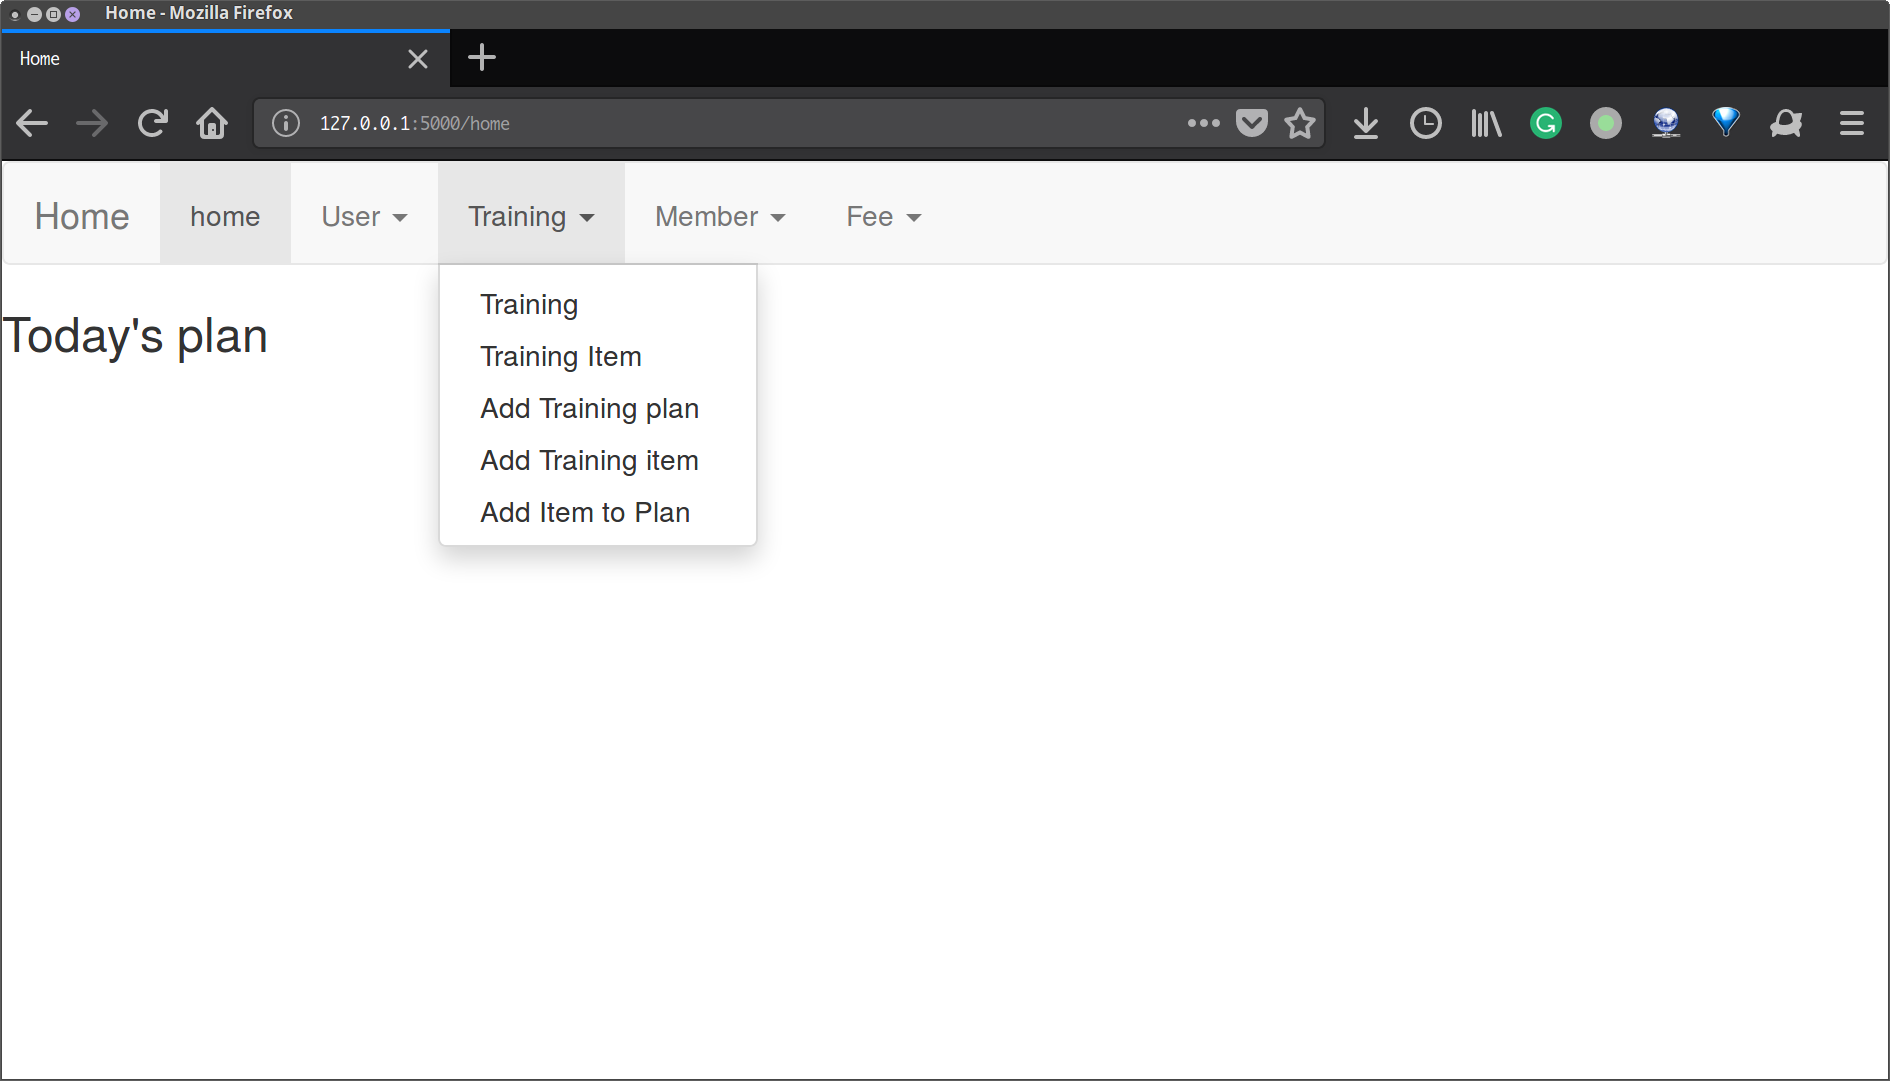 Home - Mozilla Firefox
Home
127.0.0.1:5000/home
Home home User Training Member Fee
Training
Training Item
Add Training plan
Add Training item
Add Item to Plan
Today's plan